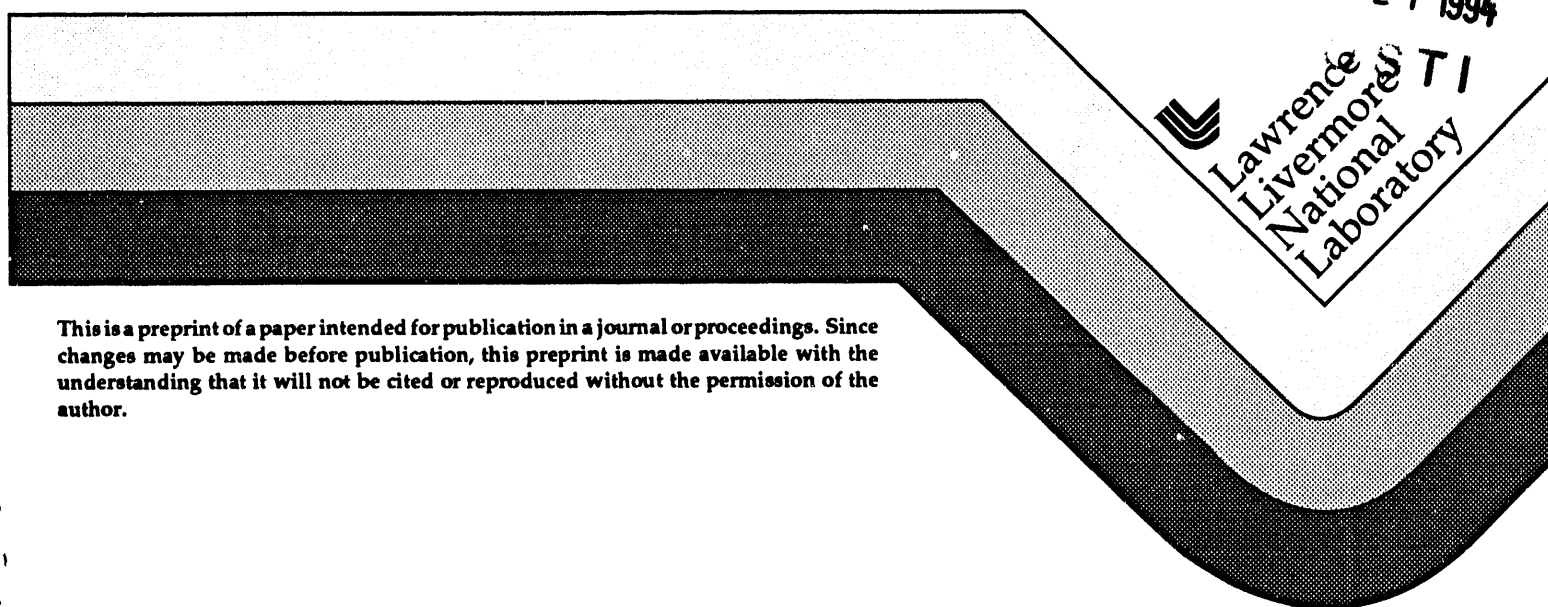 1994
S T I
Lawrence
Livermore
National
Laboratory
This is a preprint of a paper intended for publication in a journal or proceedings. Since
changes may be made before publication, this preprint is made available with the
understanding that it will not be cited or reproduced without the permission of the
author.